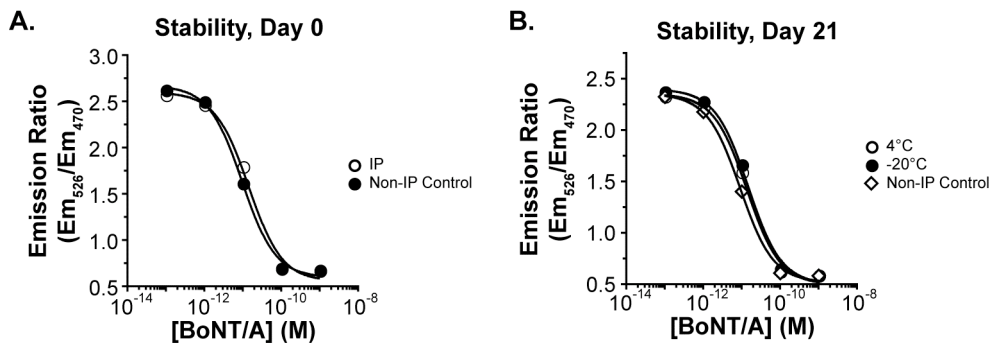 A.
Stability, Day 0
Emission Ratio
(Em526/Em470)
3.0
2.5
2.0
1.5
1.0
0.5
10-14
10-12
10-10
10-8
[BoNT/A] (M)
IP
Non-IP Control
B.
Stability, Day 21
Emission Ratio
(Em526/Em470)
2.5
2.0
1.5
1.0
0.5
10-14
10-12
10-10
10-8
[BoNT/A] (M)
4°C
-20°C
Non-IP Control